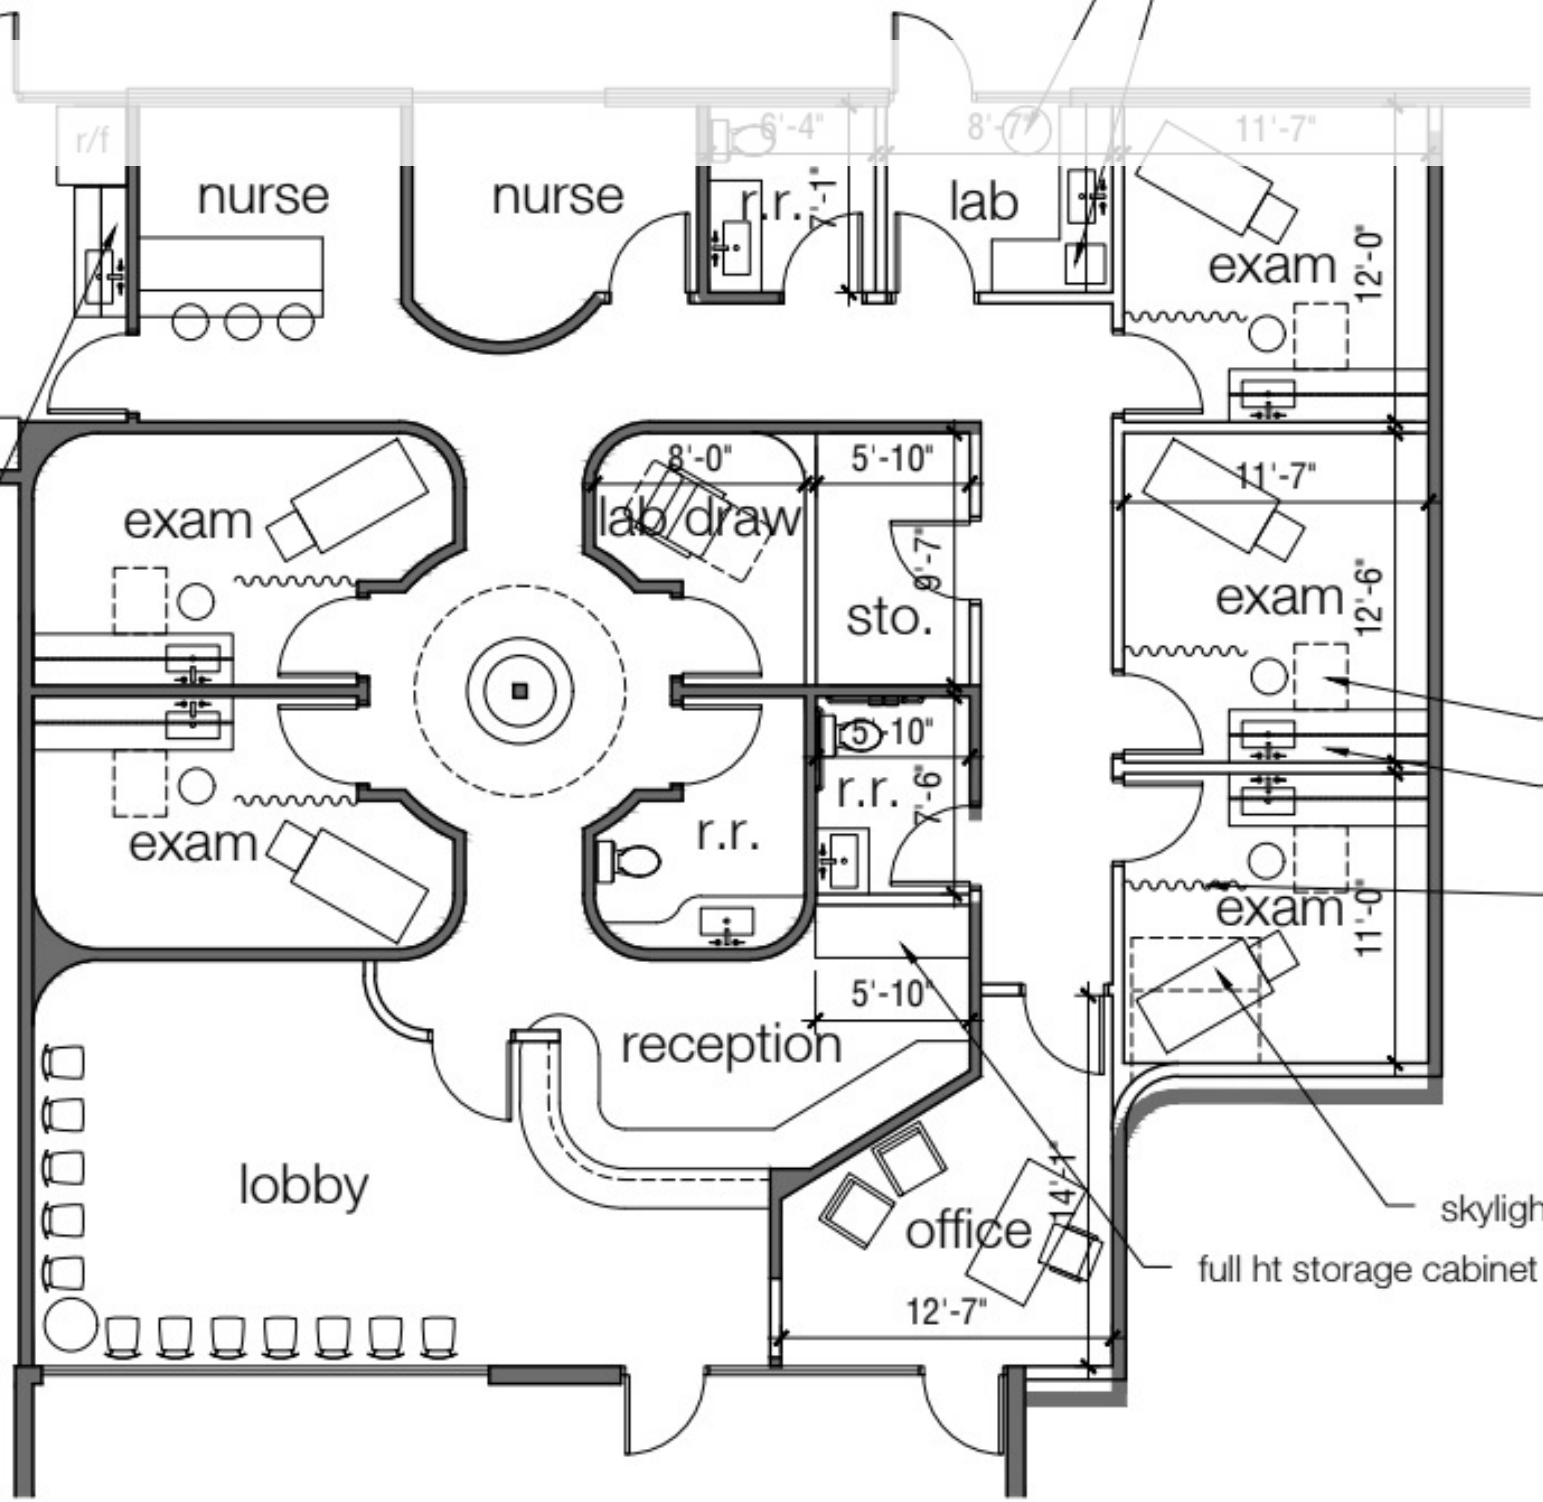 6'-4"
8'-7"
11'-7"
r/f
nurse
nurse
r.r.
7'-1"
lab
exam
12'-0"
8'-0"
5'-10"
11'-7"
exam
lab draw
9'-7"
sto.
exam
12'-6"
5'-10"
r.r.
7'-6"
r.r.
exam
exam
11'-0"
5'-10"
reception
lobby
14'-1"
office
skyligh
full ht storage cabinet
12'-7"